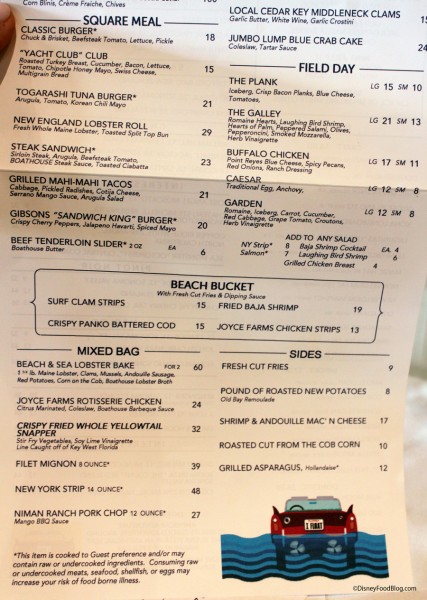 Corn Blinis, Crème Fraiche, Chives
SQUARE MEAL
CLASSIC BURGER* 18
Chuck & Brisket, Beefsteak Tomato, Lettuce, Pickle
"YACHT CLUB" CLUB 15
Roasted Turkey Breast, Cucumber, Bacon, Lettuce,
Tomato, Chipotle Honey Mayo, Swiss Cheese,
Multigrain Bread
TOGARASHI TUNA BURGER* 21
Arugula, Tomato, Korean Chili Mayo
NEW ENGLAND LOBSTER ROLL 29
Fresh Whole Maine Lobster, Toasted Split Top Bun
STEAK SANDWICH* 23
Sirloin Steak, Arugula, Beefsteak Tomato,
BOATHOUSE Steak Sauce, Toasted Ciabatta
GRILLED MAHI-MAHI TACOS 21
Cabbage, Pickled Radishes, Cotija Cheese,
Serrano Mango Sauce, Arugula Salad
GIBSONS "SANDWICH KING" BURGER* 20
Crispy Cherry Peppers, Jalapeno Havarti, Spiced Mayo
BEEF TENDERLOIN SLIDER* 2 OZ EA 6
Boathouse Butter
LOCAL CEDAR KEY MIDDLENECK CLAMS 15
Garlic Butter, White Wine, Garlic Crostini
JUMBO LUMP BLUE CRAB CAKE 24
Coleslaw, Tartar Sauce
FIELD DAY
THE PLANK LG 15 SM 10
Iceberg, Crisp Bacon Planks, Blue Cheese,
Tomatoes,
THE GALLEY LG 21 SM 13
Romaine Hearts, Laughing Bird Shrimp,
Hearts of Palm, Peppered Salami, Olives,
Pepperoncini, Smoked Mozzarella,
Herb Vinaigrette
BUFFALO CHICKEN LG 17 SM 11
Point Reyes Blue Cheese, Spicy Pecans,
Red Onions, Ranch Dressing
CAESAR LG 12 SM 8
Traditional Egg, Anchovy,
GARDEN LG 12 SM 8
Romaine, Iceberg, Carrot, Cucumber,
Red Cabbage, Grape Tomato, Croutons,
Herb Vinaigrette
ADD TO ANY SALAD
NY Strip* 8 Baja Shrimp Cocktail EA. 4
Salmon* 7 Laughing Bird Shrimp 6
Grilled Chicken Breast 4
BEACH BUCKET
With Fresh Cut Fries & Dipping Sauce
SURF CLAM STRIPS 15 FRIED BAJA SHRIMP 19
CRISPY PANKO BATTERED COD 15 JOYCE FARMS CHICKEN STRIPS 13
MIXED BAG
BEACH & SEA LOBSTER BAKE FOR 2 60
1 1/4 lb. Maine Lobster, Clams, Mussels, Andouille Sausage,
Red Potatoes, Corn on the Cob, Boathouse Lobster Broth
JOYCE FARMS ROTISSERIE CHICKEN 24
Citrus Marinated, Coleslaw, Boathouse Barbeque Sauce
CRISPY FRIED WHOLE YELLOWTAIL 32
SNAPPER
Stir Fry Vegetables, Soy Lime Vinaigrette
Line Caught off of Key West Florida
FILET MIGNON 8 OUNCE* 39
NEW YORK STRIP 14 OUNCE* 48
NIMAN RANCH PORK CHOP 12 OUNCE* 27
Mango BBQ Sauce
*This Item is cooked to Guest preference and/or may
contain raw or undercooked ingredients. Consuming raw
or undercooked meats, seafood, shellfish, or eggs may
increase your risk of food borne illness.
SIDES
FRESH CUT FRIES 9
POUND OF ROASTED NEW POTATOES 8
Old Bay Remoulade
SHRIMP & ANDOUILLE MAC' N CHEESE 17
ROASTED CUT FROM THE COB CORN 10
GRILLED ASPARAGUS, Hollandaise* 12
I FLOAT
©DisneyFoodBlog.com